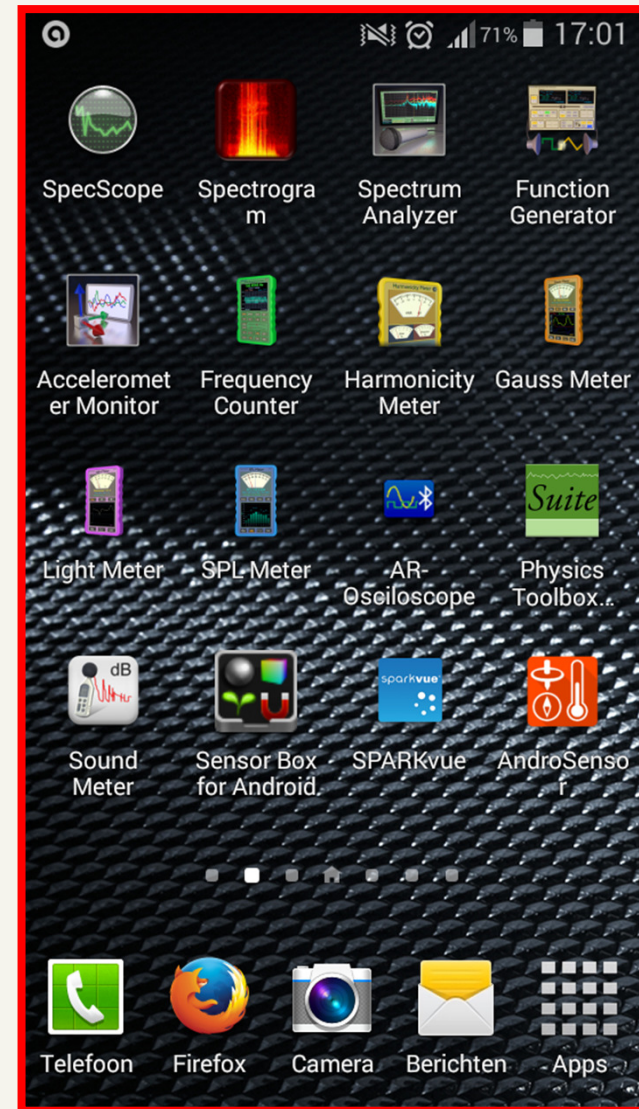 71% 17:01
SpecScope Spectrogra Spectrum Function
m Analyzer Generator
Harmonicity Meter
Acceleromet Frequency Harmonicity Gauss Meter
er Monitor Counter Meter
Suite
Light Meter SPL Meter AR- Physics
Osciloscope Toolbox...
dB
sparkvue
Sound Sensor Box SPARKvue AndroSenso
Meter for Android r
Telefoon Firefox Camera Berichten Apps